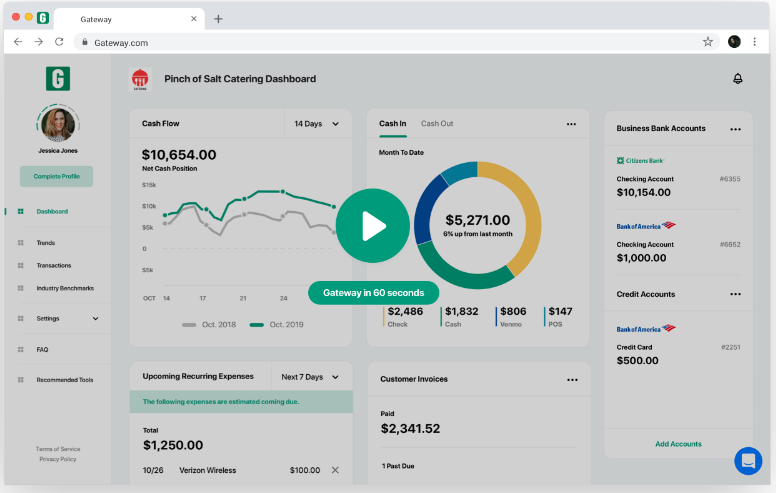 Gateway
Gateway.com
G
Jessica Jones
Complete Profile
Dashboard
Trends
Transactions
Industry Benchmarks
Settings
FAQ
Recommended Tools
Terms of Service
Privacy Policy
Pinch of Salt Catering Dashboard
Cash Flow
14 Days
$10,654.00
Net Cash Position
$15k
$10k
$5k
0
$5k
OCT 14 17 21 24
Oct. 2018 Oct. 2019
Cash In Cash Out
Month To Date
$5,271.00
6% up from last month
Gateway in 60 seconds
$2,486 $1,832 $806 $147
Check Cash Venmo POS
Business Bank Accounts
Citizens Bank
Checking Account #6355
$10,154.00
Bank of America
Checking Account #6652
$1,000.00
Credit Accounts
Bank of America
Credit Card #2251
$500.00
Add Accounts
Upcoming Recurring Expenses
Next 7 Days
The following expenses are estimated coming due.
Total
$1,250.00
10/26 Verizon Wireless $100.00
Customer Invoices
Paid
$2,341.52
1 Past Due